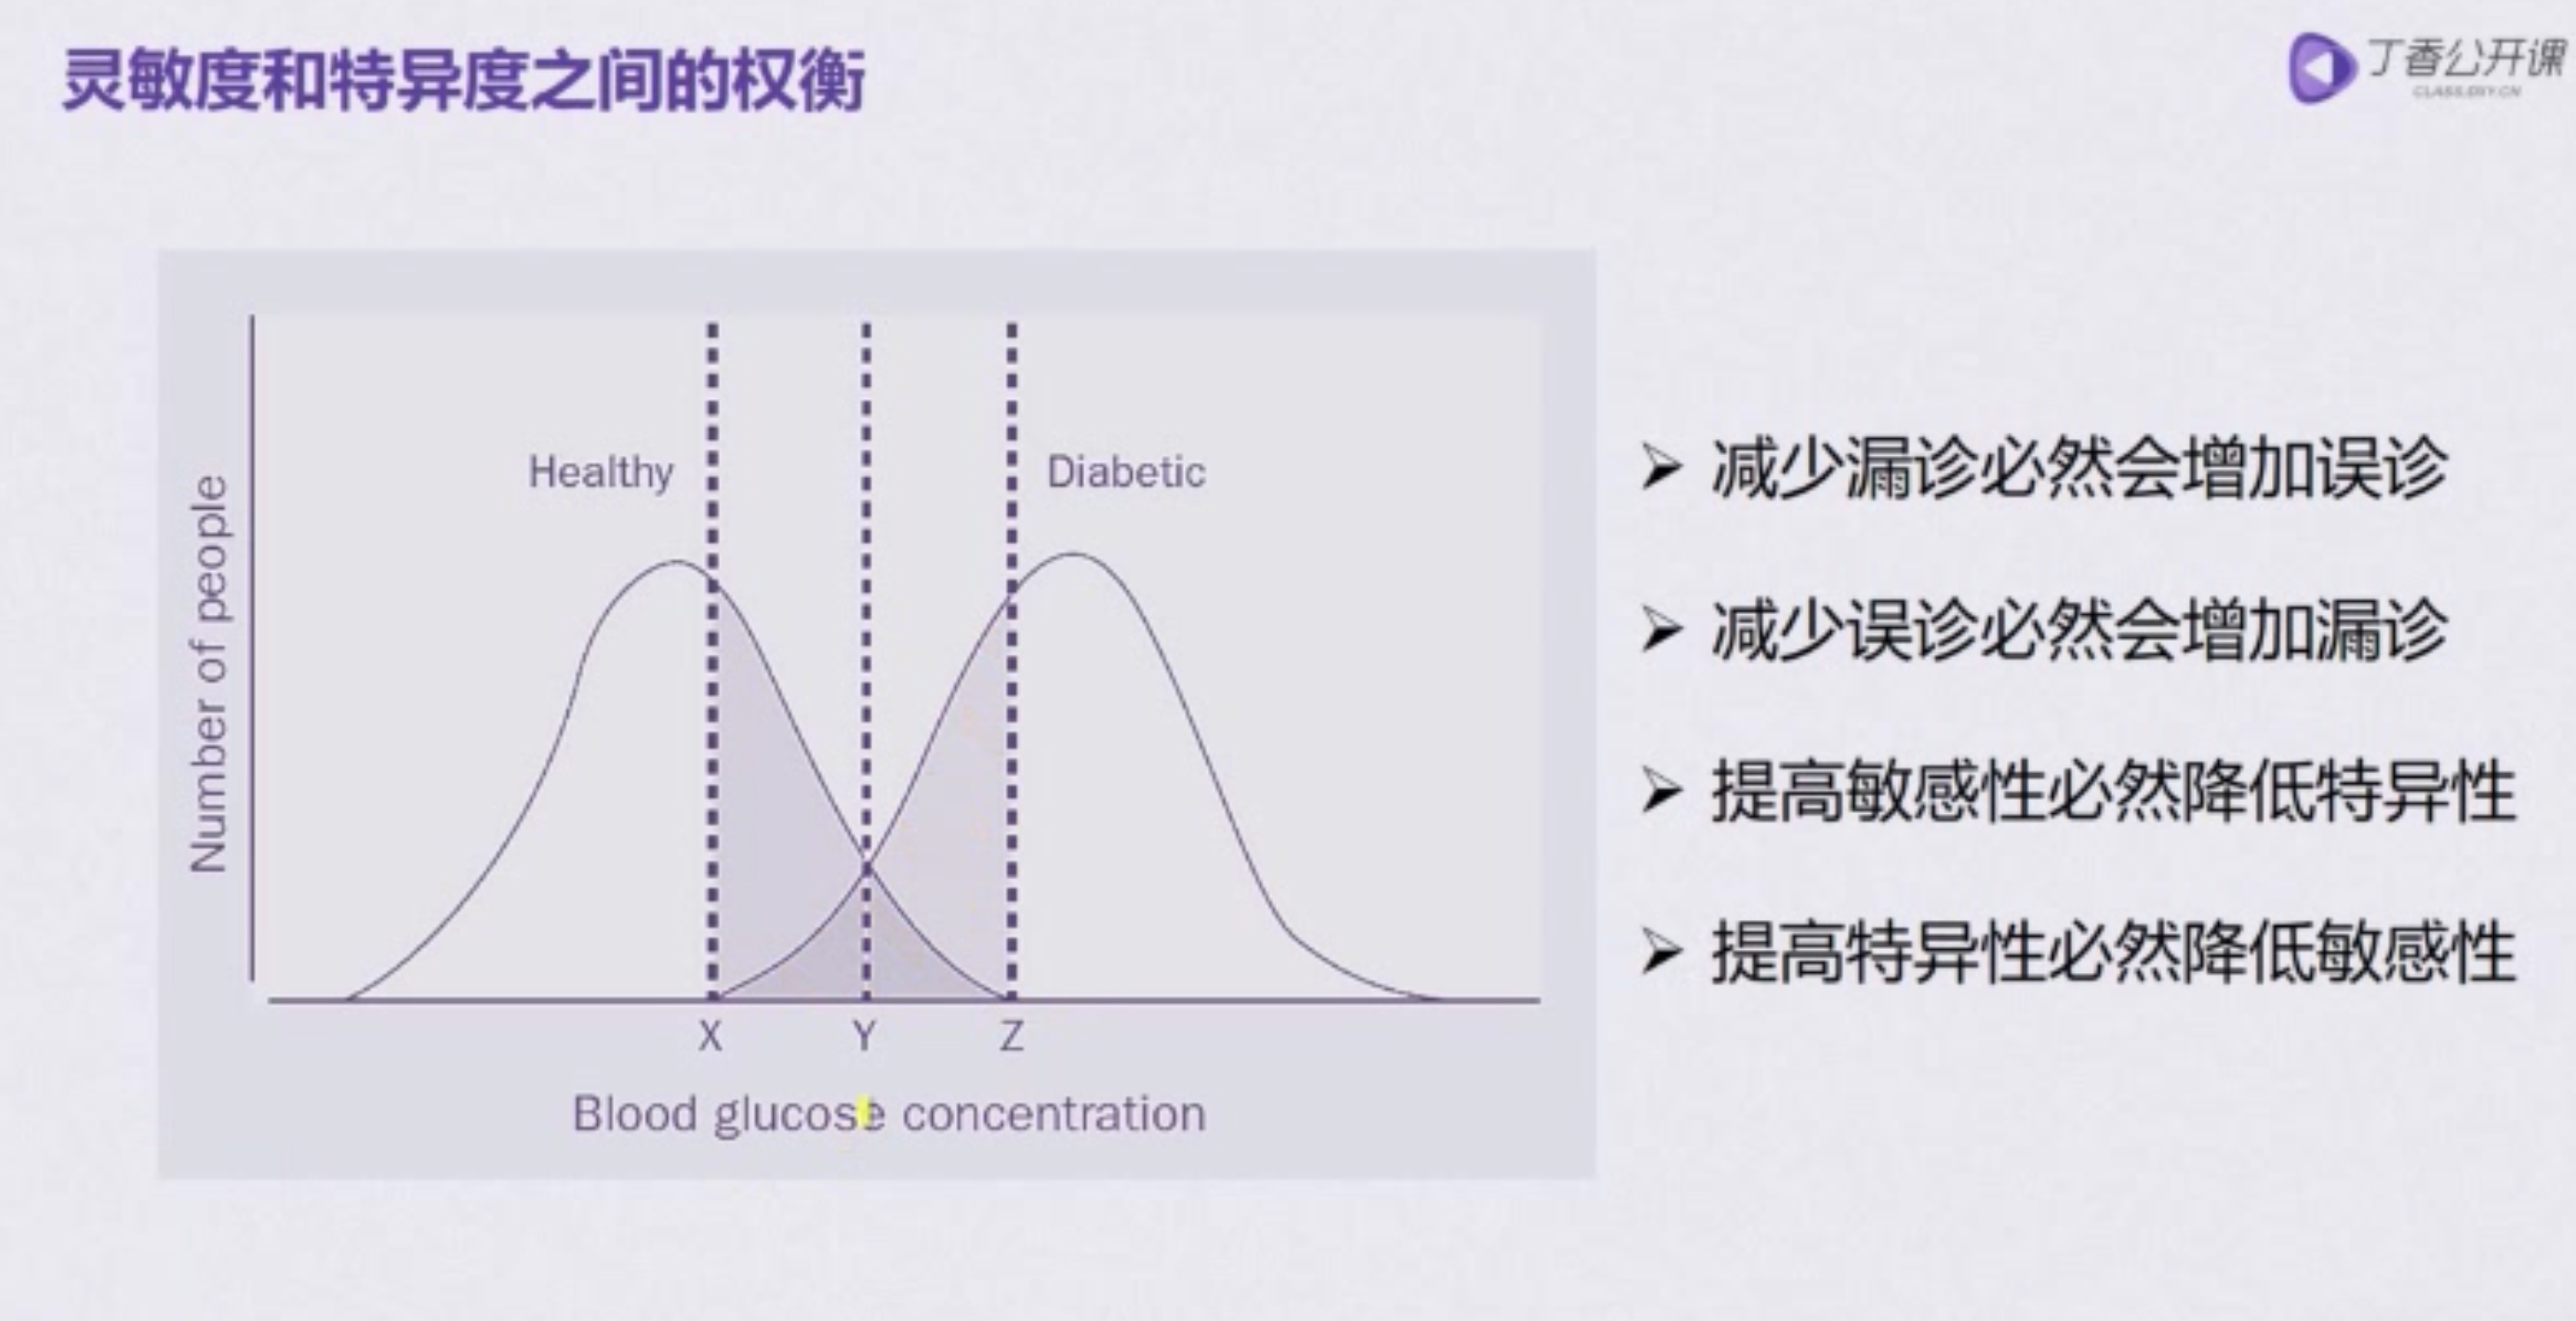 灵敏度和特异度之间的权衡
丁香公开课
CLASS.DXY.CN
Healthy
Diabetic
Number of people
X
Y
Z
Blood glucose concentration
减少漏诊必然会增加误诊
减少误诊必然会增加漏诊
提高敏感性必然降低特异性
提高特异性必然降低敏感性